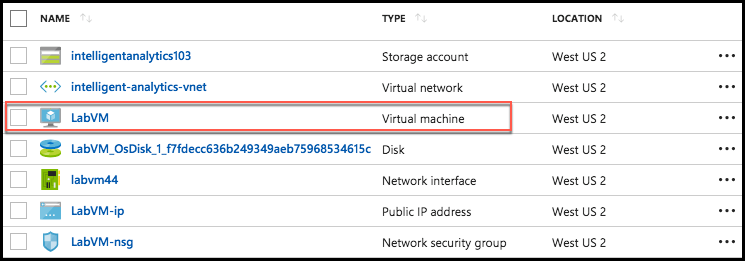 NAME TYPE LOCATION
intelligentanalytics103 Storage account West US 2 ...
intelligent-analytics-vnet Virtual network West US 2 ...
LabVM Virtual machine West US 2 ...
LabVM_OsDisk_1_f7fdecc636b249349aeb75968534615c Disk West US 2 ...
labvm44 Network interface West US 2 ...
LabVM-ip Public IP address West US 2 ...
LabVM-nsg Network security group West US 2 ...